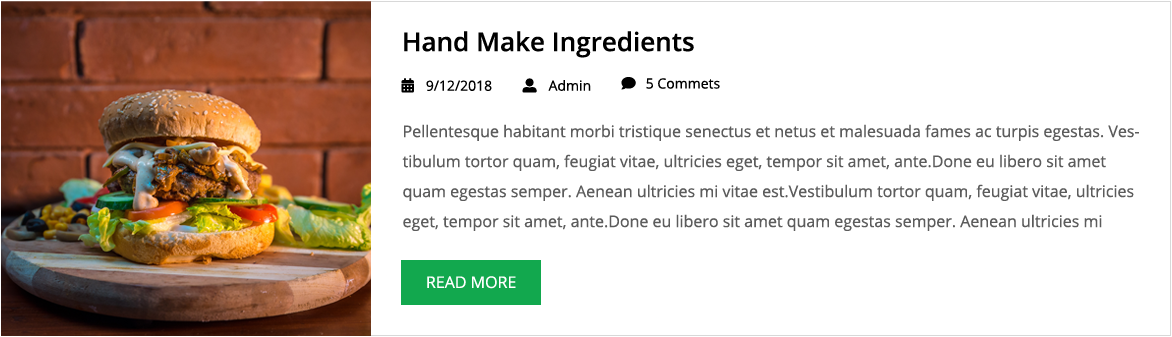 Hand Make Ingredients
9/12/2018 Admin 5 Commets
Pellentesque habitant morbi tristique senectus et netus et malesuada fames ac turpis egestas. Ves-
tibulum tortor quam, feugiat vitae, ultricies eget, tempor sit amet, ante.Done eu libero sit amet
quam egestas semper. Aenean ultricies mi vitae est.Vestibulum tortor quam, feugiat vitae, ultricies
eget, tempor sit amet, ante.Done eu libero sit amet quam egestas semper. Aenean ultricies mi
READ MORE